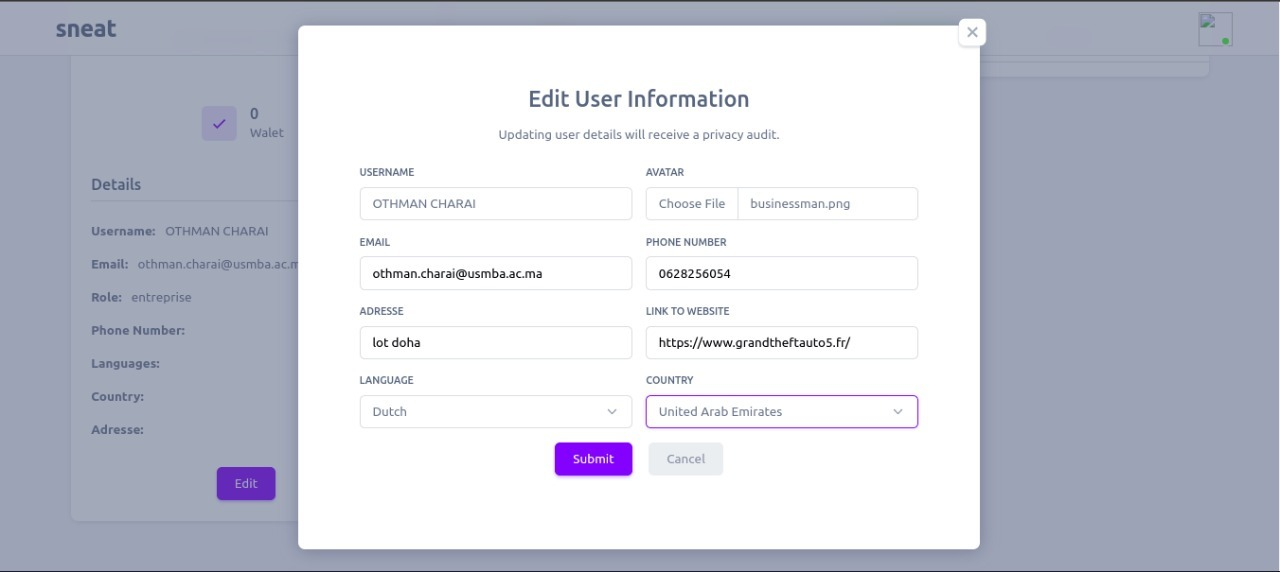 sneat
Edit User Information
Updating user details will receive a privacy audit.
0
Walet
Details
Username: OTHMAN CHARAI
Email: othman.charai@usmba.ac.m
Role: entreprise
Phone Number:
Languages:
Country:
Adresse:
Edit
USERNAME
OTHMAN CHARAI
AVATAR
Choose File businessman.png
EMAIL
othman.charai@usmba.ac.ma
PHONE NUMBER
0628256054
ADRESSE
lot doha
LINK TO WEBSITE
https://www.grandtheftauto5.fr/
LANGUAGE
Dutch
COUNTRY
United Arab Emirates
Submit
Cancel